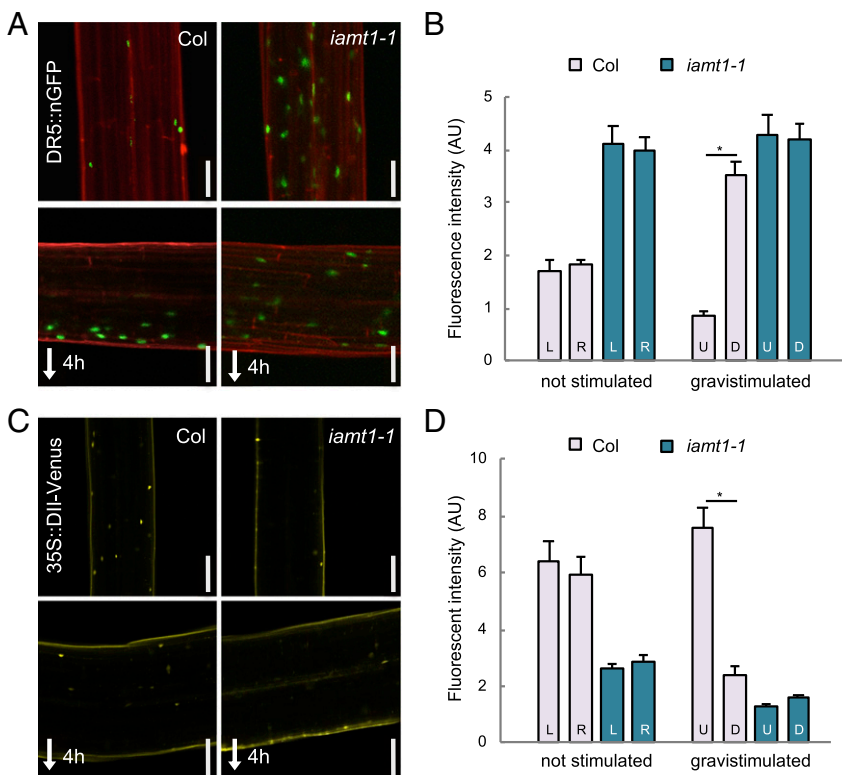 A
DR5::nGFP
Col
iamt1-1
4h
4h
B
Col
iamt1-1
Fluorescence intensity (AU)
5
4
3
2
1
0
*
L R L R U D U D
not stimulated gravistimulated
C
35S::DII-Venus
Col
iamt1-1
4h
4h
D
Col
iamt1-1
Fluorescent intensity (AU)
10
8
6
4
2
0
*
L R L R U D U D
not stimulated gravistimulated